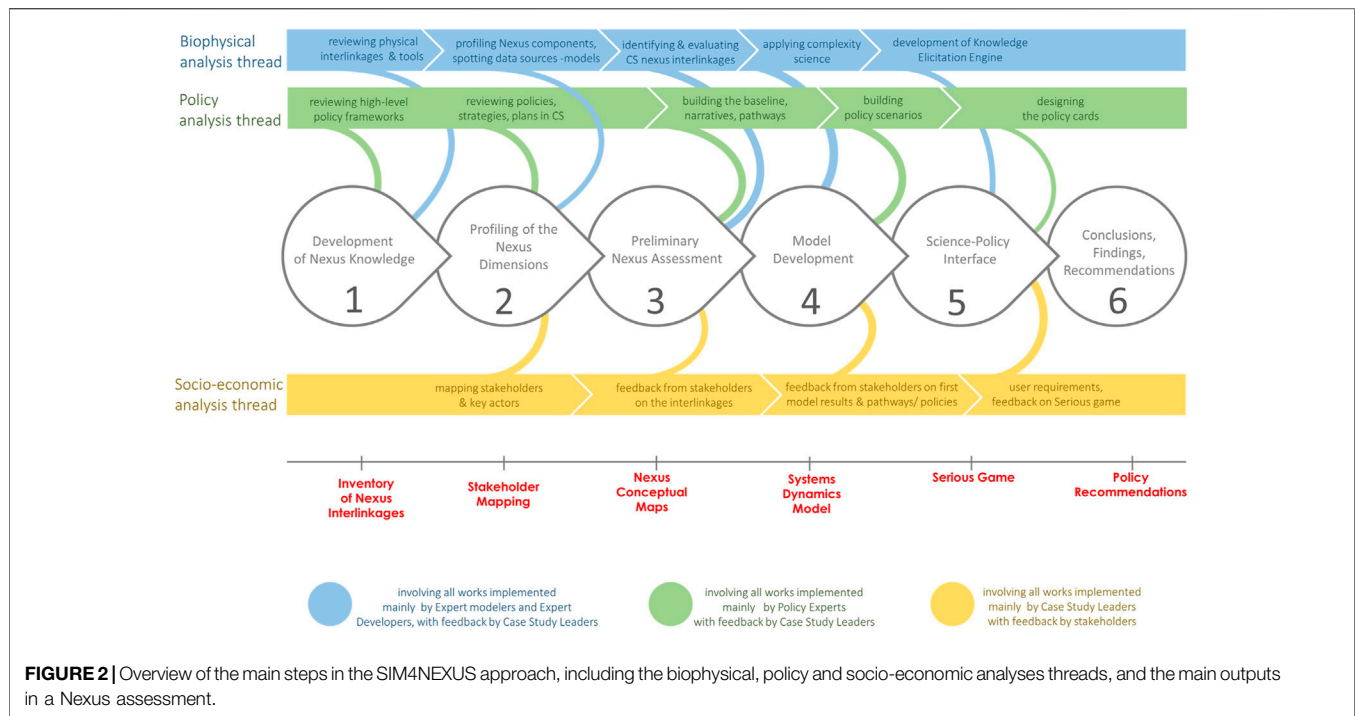 Biophysical
analysis thread
reviewing physical
interlinkages & tools
profiling Nexus components,
spotting data sources -models
identifying & evaluating
CS nexus interlinkages
applying complexity
science
development of Knowledge
Elicitation Engine
Policy
analysis thread
reviewing high-level
policy frameworks
reviewing policies,
strategies, plans in CS
building the baseline,
narratives, pathways
building
policy scenarios
designing
the policy cards
Development
of Nexus Knowledge
1
Profiling of the
Nexus
Dimensions
2
Preliminary
Nexus Assessment
3
Model
Development
4
Science-Policy
Interface
5
Conclusions,
Findings,
Recommendations
6
Socio-economic
analysis thread
mapping stakeholders
& key actors
feedback from stakeholders
on the interlinkages
feedback from stakeholders on first
model results & pathways/ policies
user requirements,
feedback on Serious game
Inventory
of Nexus
Interlinkages
Stakeholder
Mapping
Nexus
Conceptual
Maps
Systems
Dynamics
Model
Serious Game
Policy
Recommendations
involving all works implemented
mainly by Expert modelers and Expert
Developers, with feedback by Case Study Leaders
involving all works implemented
mainly by Policy Experts
with feedback by Case Study Leaders
involving all works implemented
mainly by Case Study Leaders
with feedback by stakeholders
FIGURE 2 | Overview of the main steps in the SIM4NEXUS approach, including the biophysical, policy and socio-economic analyses threads, and the main outputs
in a Nexus assessment.